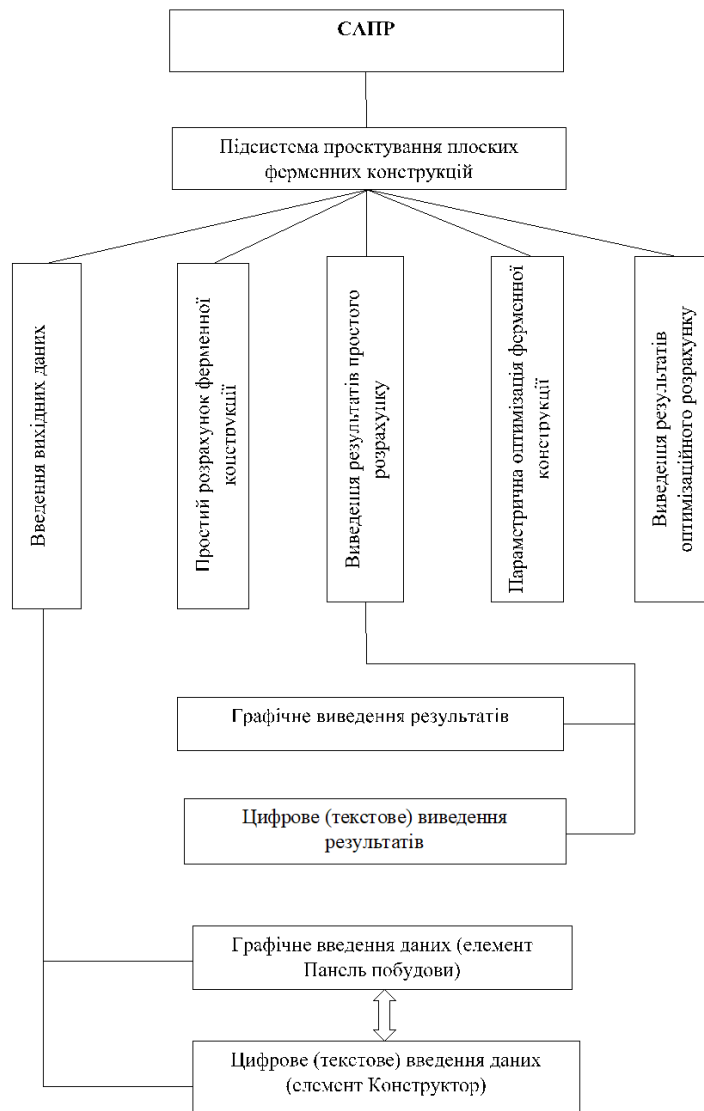 САПР
Підсистема проектування плоских
ферменних конструкцій
Введення вихідних даних
Простий розрахунок ферменної
конструкції
Виведення результатів простого
розрахунку
Параметрична оптимізація ферменної
конструкції
Виведення результатів
оптимізаційного розрахунку
Графічне виведення результатів
Цифрове (текстове) виведення
результатів
Графічне введення даних (елемент
Панель побудови)
Цифрове (текстове) введення даних
(елемент Конструктор)